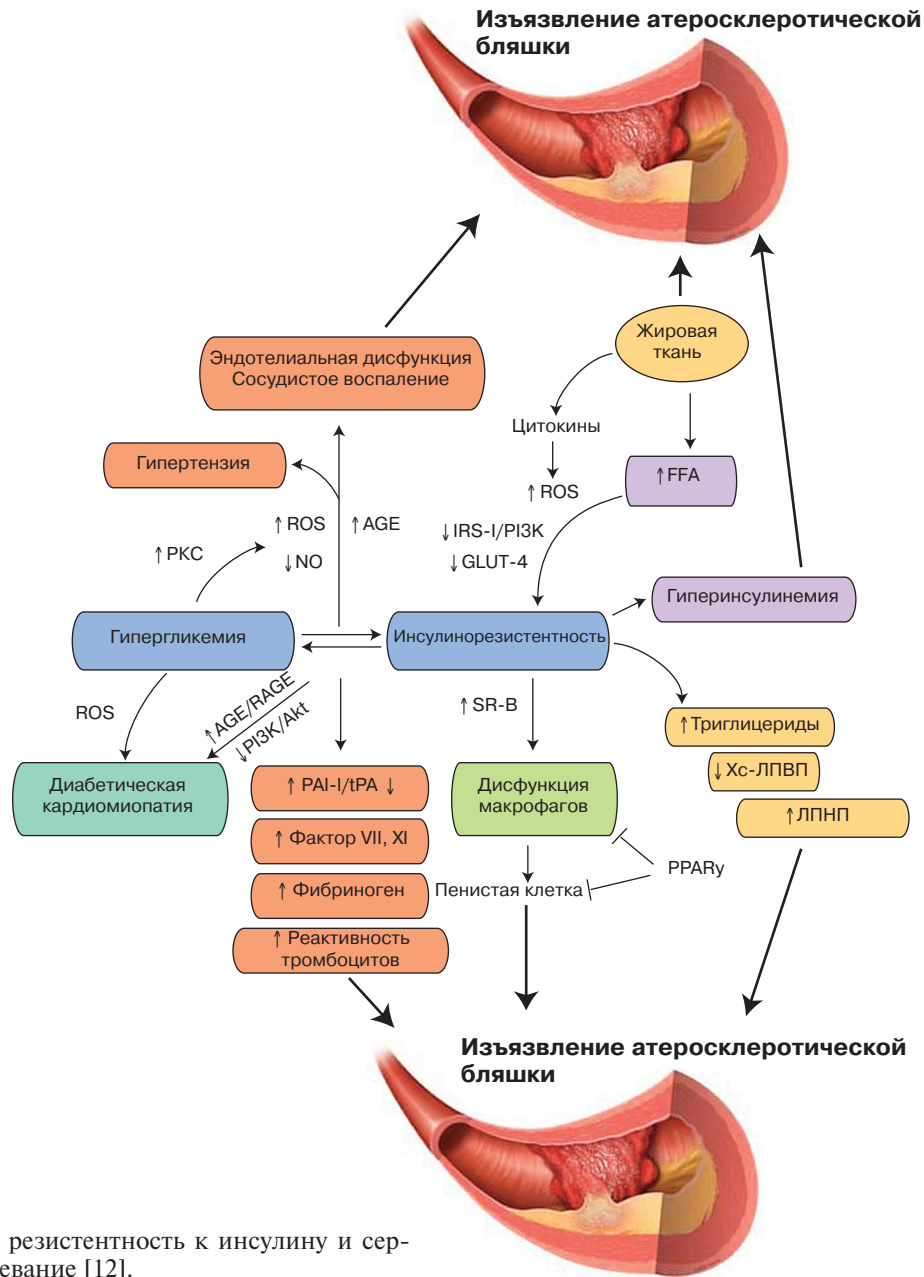 Изъязвление атеросклеротической
бляшки
Жировая
ткань
Эндотелиальная дисфункция
Сосудистое воспаление
Цитокины
Гипертензия
↑FFA
↑ROS
↑ROS
↑AGE
↓IRS-I/PI3K
↑PKC
↓NO
↓GLUT-4
Гиперинсулинемия
Гипергликемия
Инсулинорезистентность
ROS
↑AGE/RAGE
↓PI3K/Akt
↑SR-B
↑Триглицериды
↓Хс-ЛПВП
↑ЛПНП
Диабетическая
кардиомиопатия
↑ PAI-I/tPA ↓
Дисфункция
макрофагов
↑ Фактор VII, XI
PPARy
↑ Фибриноген
Пенистая клетка
↑ Реактивность
тромбоцитов
Изъязвление атеросклеротической
бляшки
резистентность к инсулину и сер-
евание [12].